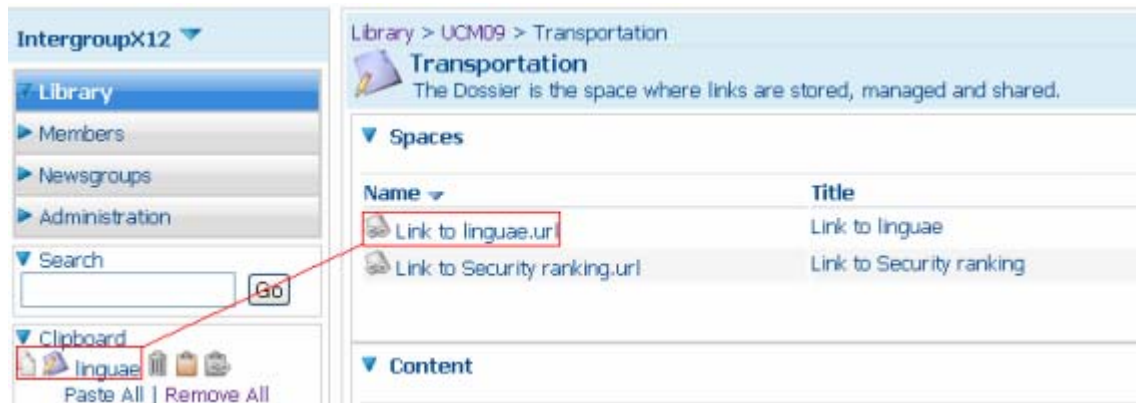 IntergroupX12
Library
Members
Newsgroups
Administration
Search
Go
Clipboard
linguae
Paste All | Remove All
Library > UCM09 > Transportation
Transportation
The Dossier is the space where links are stored, managed and shared.
Spaces
Name Title
Link to linguae.url Link to linguae
Link to Security ranking.url Link to Security ranking
Content